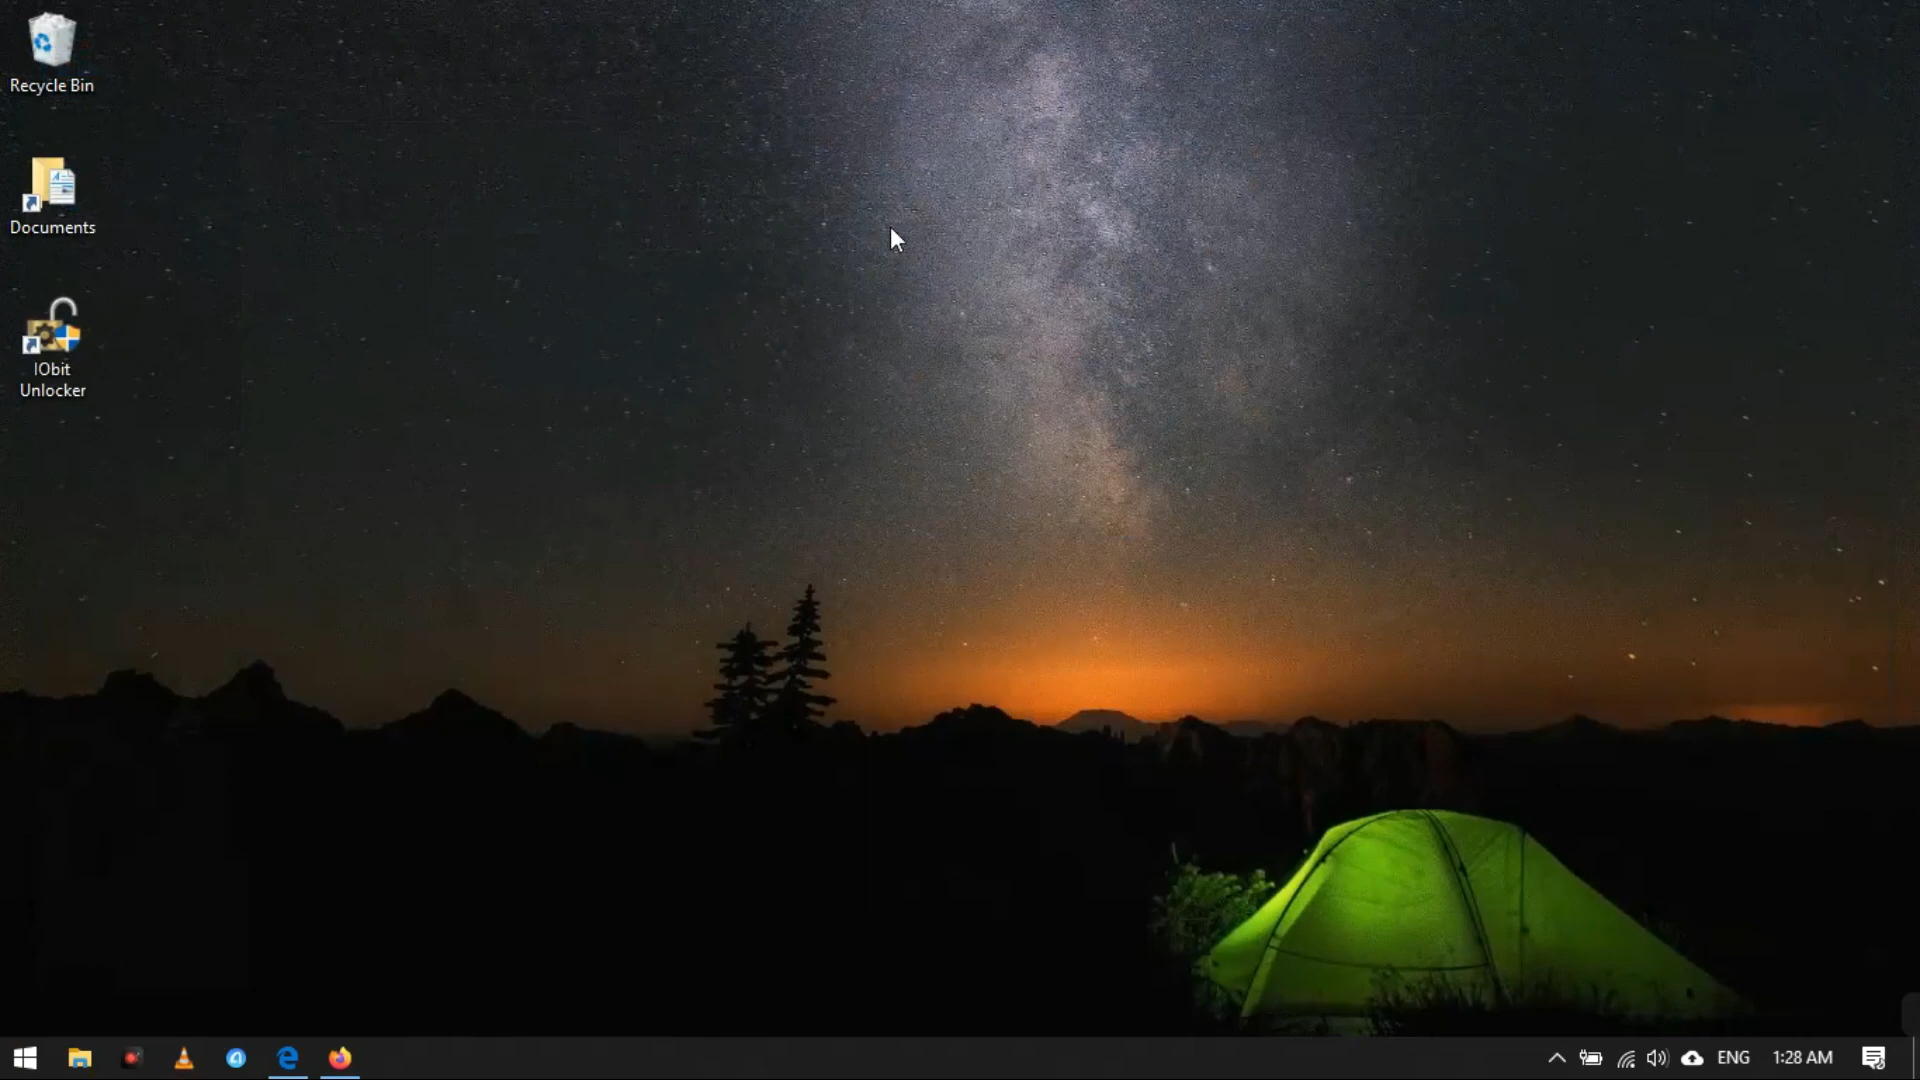 Recycle Bin
Documents
IObit
Unlocker
ENG
1:28 AM